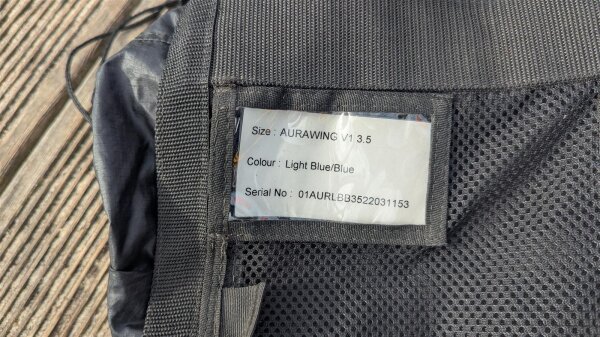 Size : AURAWING V1 3.5
Colour : Light Blue/Blue
Serial No : 01AURLBB3522031153